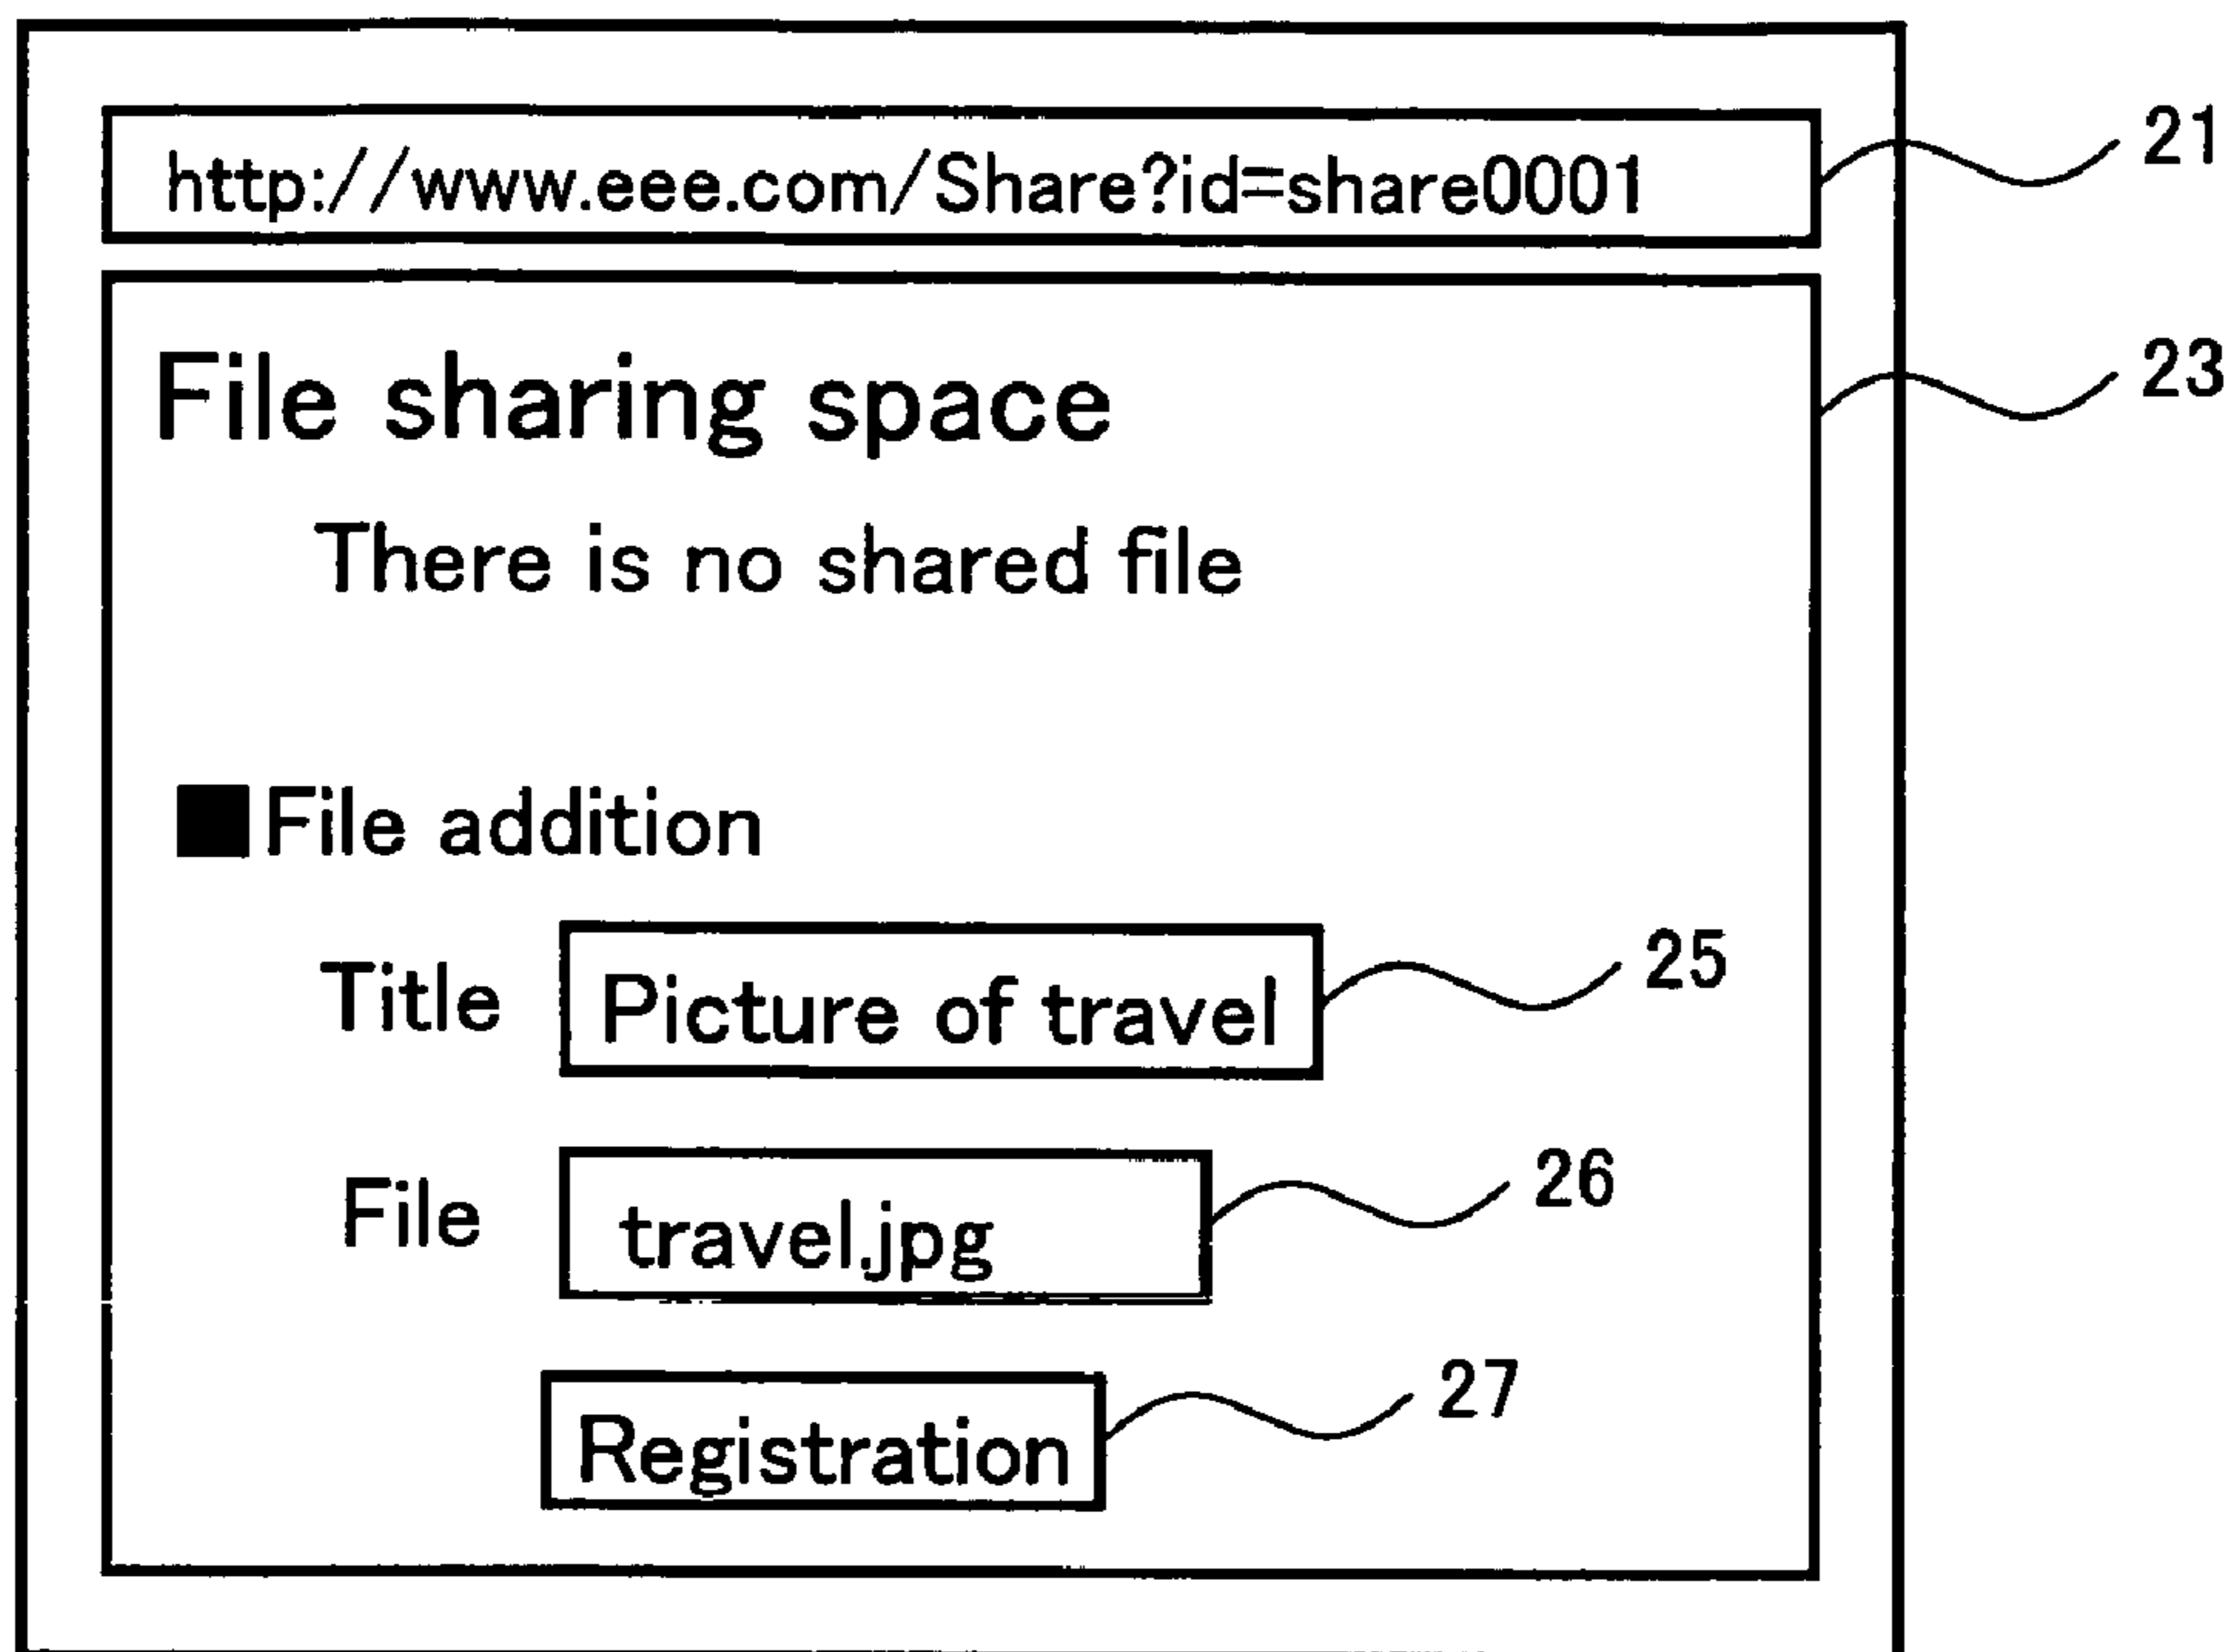 http://www.eee.com/Share?id=share0001 21
File sharing space 23
There is no shared file
■File addition
Title Picture of travel 25
File travel.jpg 26
Registration 27